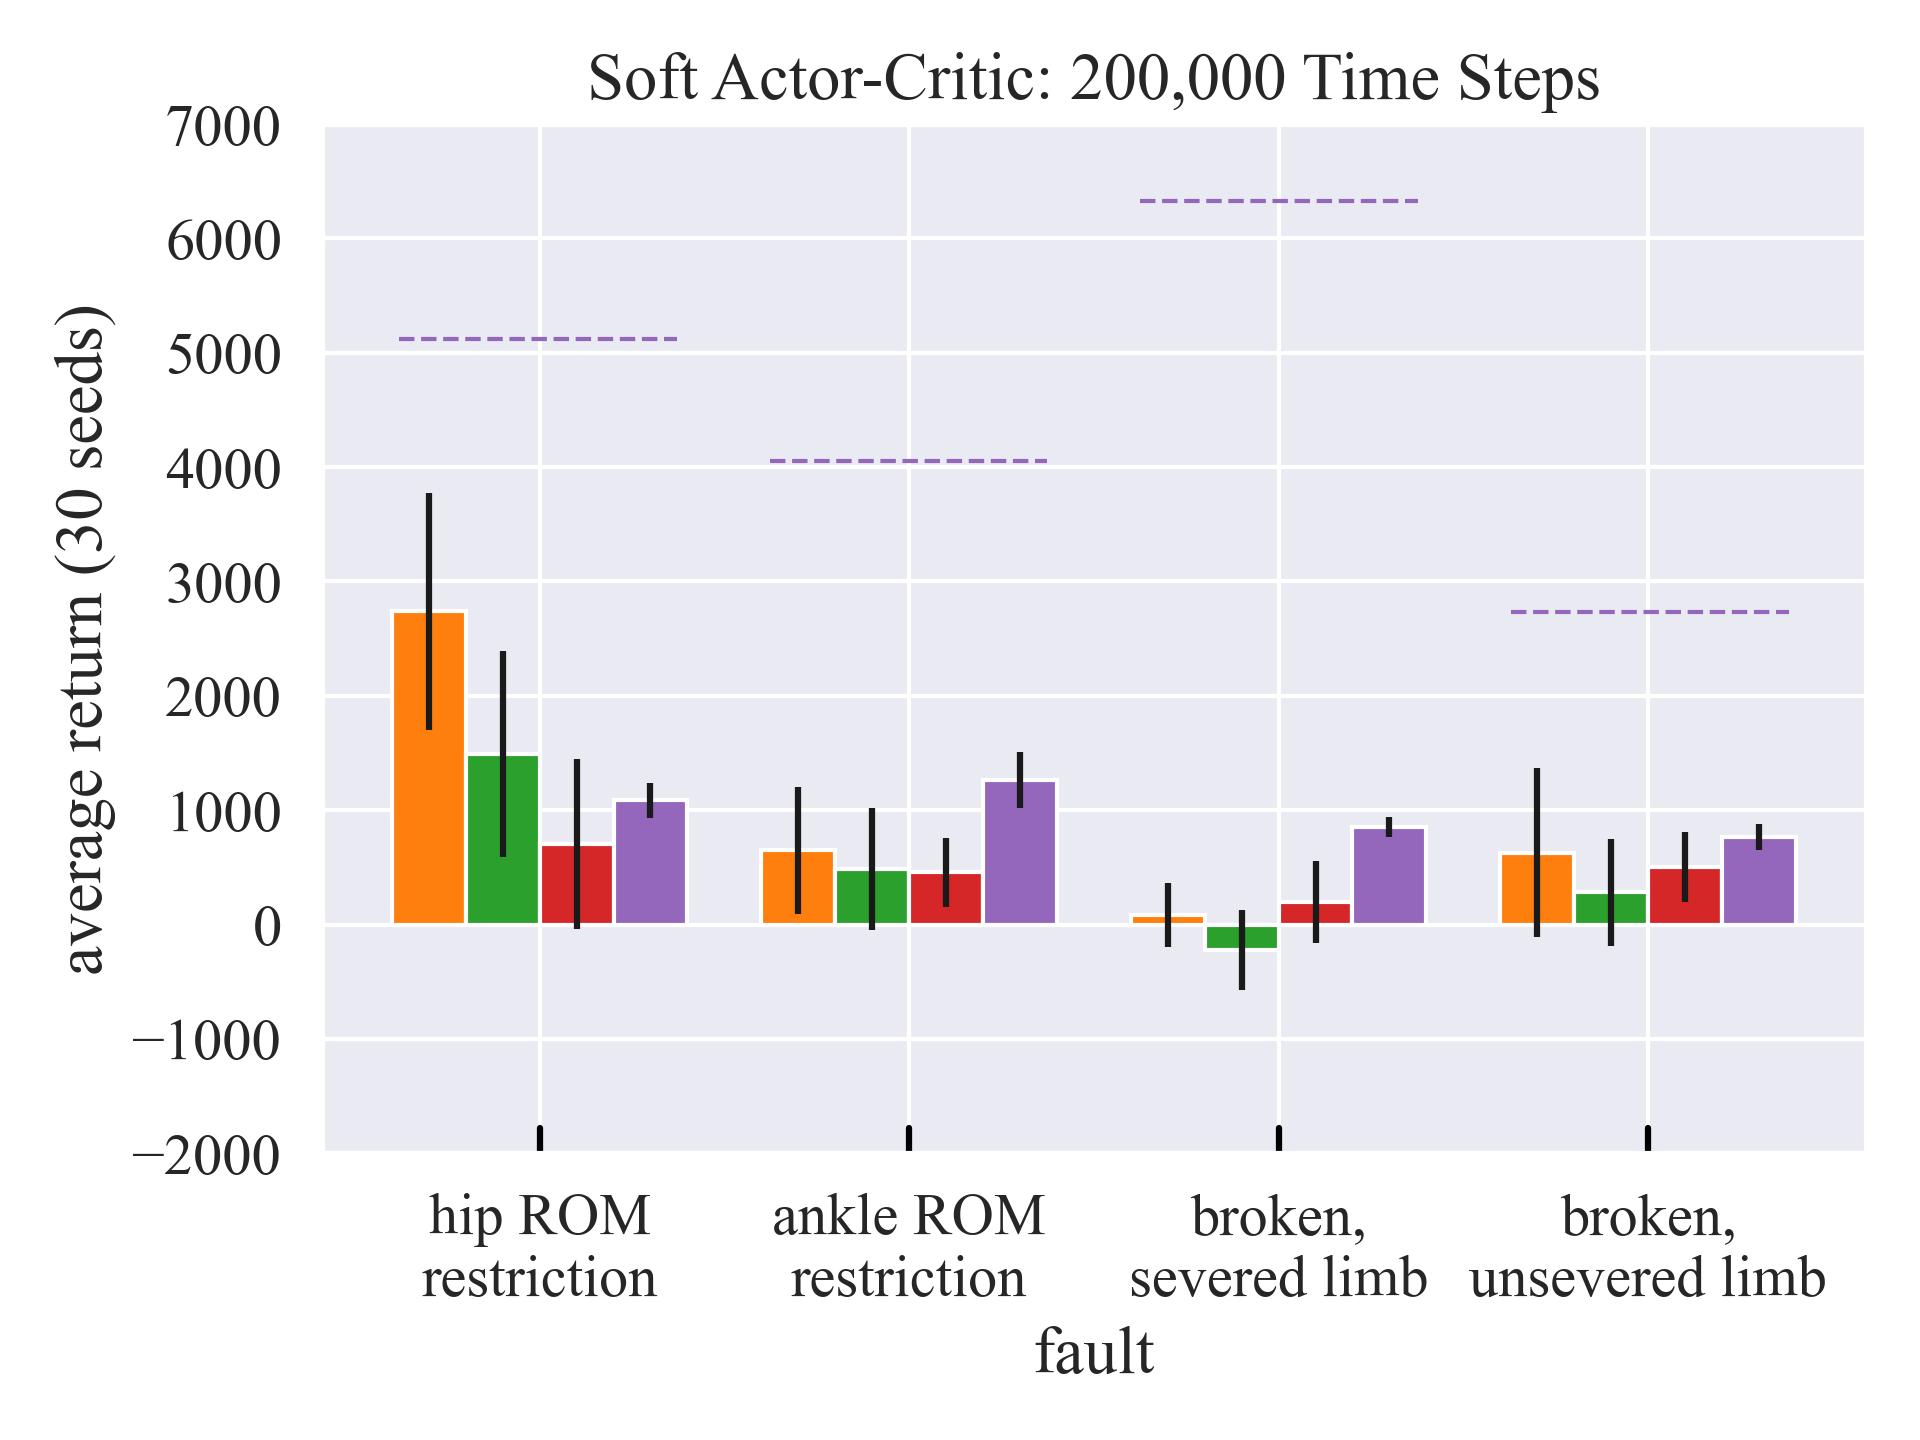 Soft Actor-Critic: 200,000 Time Steps
7000
6000
5000
4000
3000
2000
1000
0
−1000
−2000
average return (30 seeds)
hip ROM
restriction
ankle ROM
restriction
broken,
severed limb
broken,
unsevered limb
fault